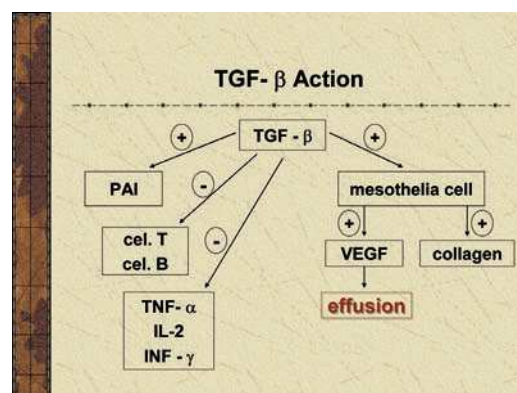 TGF- β Action
TGF - β
+
+
PAI
-
mesothelia cell
-
+
+
cel. T
cel. B
VEGF
collagen
TNF- α
IL-2
INF - γ
effusion